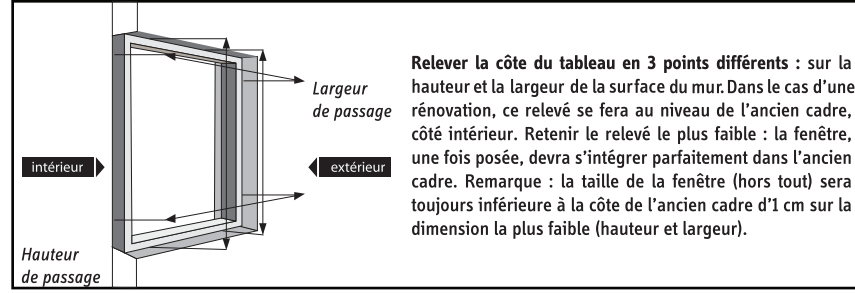 Largeur
de passage
intérieur
extérieur
Hauteur
de passage
Relever la côte du tableau en 3 points différents : sur la
hauteur et la largeur de la surface du mur. Dans le cas d'une
rénovation, ce relevé se fera au niveau de l'ancien cadre,
côté intérieur. Retenir le relevé le plus faible : la fenêtre,
une fois posée, devra s'intégrer parfaitement dans l'ancien
cadre. Remarque : la taille de la fenêtre (hors tout) sera
toujours inférieure à la côte de l'ancien cadre d'1 cm sur la
dimension la plus faible (hauteur et largeur).